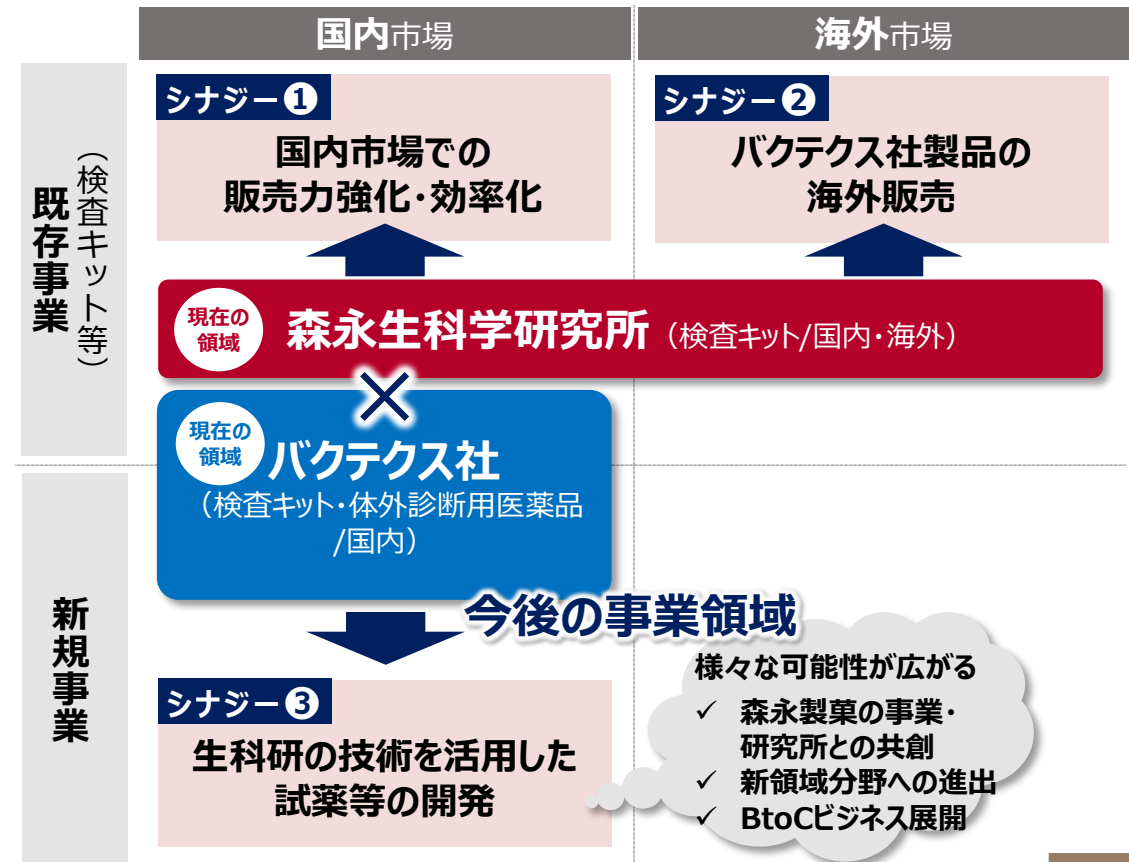 国内市場
海外市場
既存事業
（検査キット等）
シナジー❶
国内市場での
販売力強化・効率化
シナジー❷
バクテクス社製品の
海外販売
現在の
領域
森永生科学研究所（検査キット/国内・海外）
×
現在の
領域
バクテクス社
（検査キット・体外診断用医薬品
/国内）
新規事業
今後の事業領域
シナジー❸
生科研の技術を活用した
試薬等の開発
様々な可能性が広がる
✓ 森永製菓の事業・
研究所との共創
✓ 新領域分野への進出
✓ BtoCビジネス展開